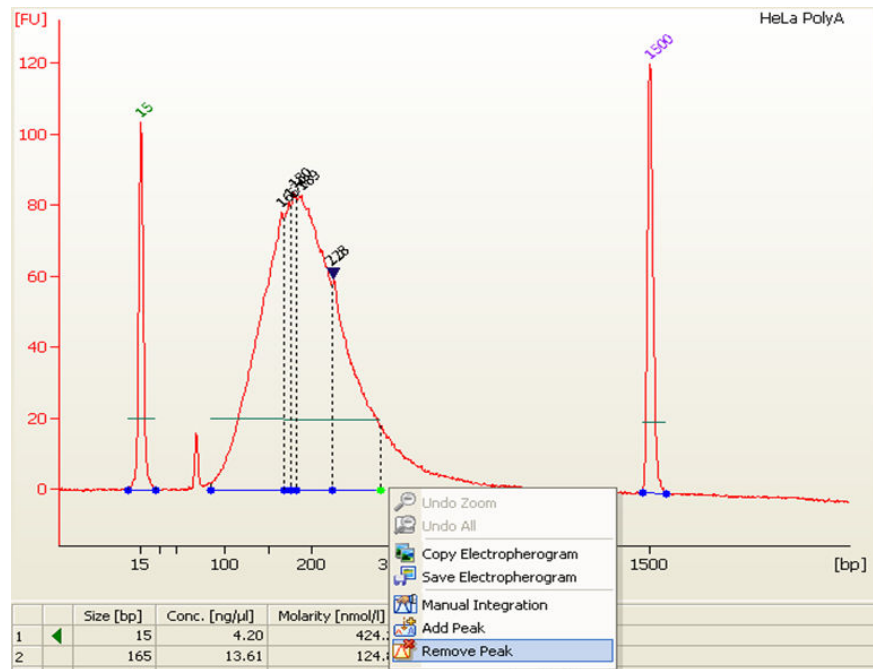 [FU]
HeLa PolyA
120
100
80
60
40
20
0
15
180
189
228
1500
15
100
200
1500
[bp]
Undo Zoom
Undo All
Copy Electropherogram
Save Electropherogram
Manual Integration
Add Peak
Remove Peak
Size [bp] Conc. [ng/µl] Molarity [nmol/l]
1 15 4.20
2 165 13.61